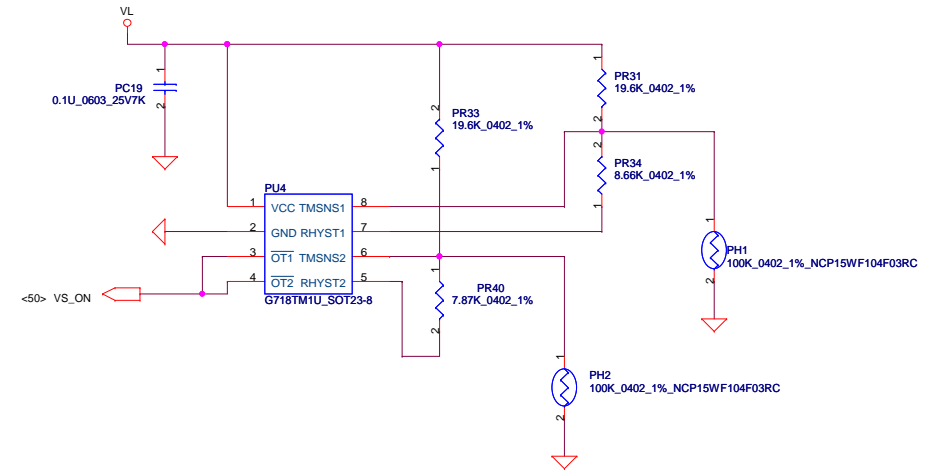 VL
1
PC19
0.1U_0603_25V7K
2
1
PR31
19.6K_0402_1%
2
2
PR33
19.6K_0402_1%
1
2
PR34
8.66K_0402_1%
1
PU4
1 VCC TMSNS1 8
2 GND RHYST1 7
3 OT1 TMSNS2 6
4 OT2 RHYST2 5
G718TM1U_SOT23-8
<50> VS_ON
1
PR40
7.87K_0402_1%
2
1
PH1
100K_0402_1%_NCP15WF104F03RC
2
1
PH2
100K_0402_1%_NCP15WF104F03RC
2